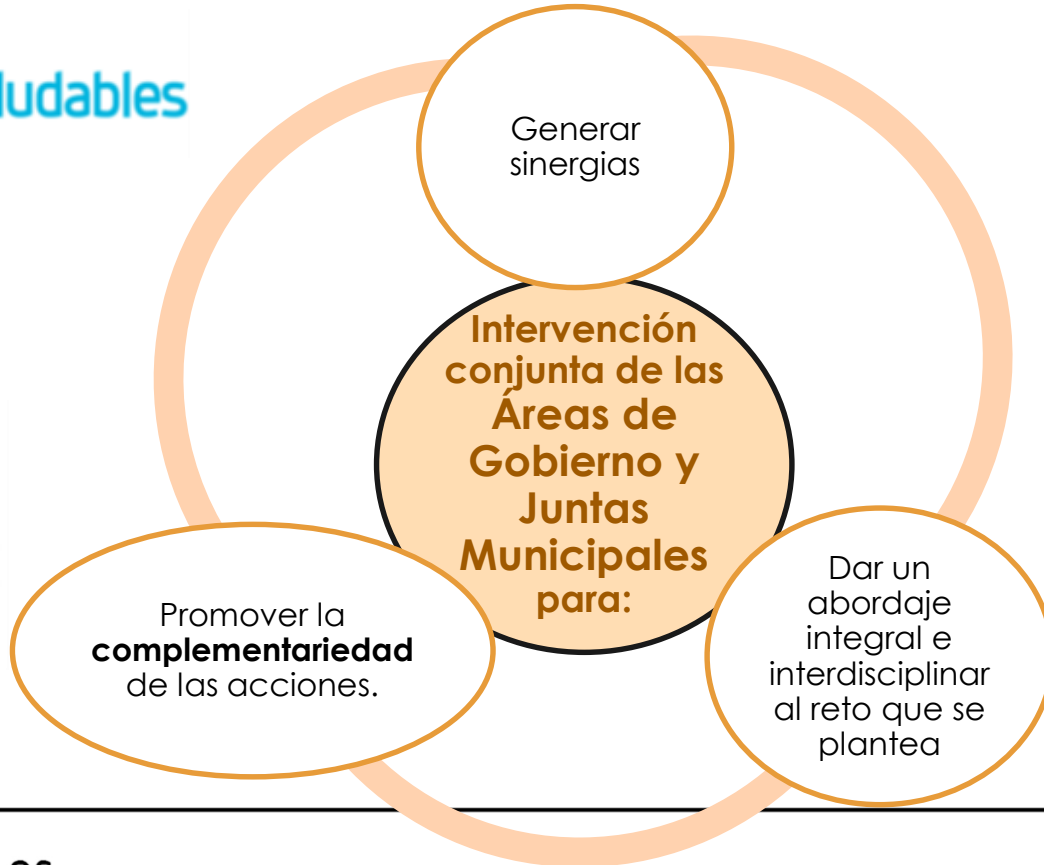 ludables
Generar
sinergias
Intervención
conjunta de las
Áreas de
Gobierno y
Juntas
Municipales
para:
Promover la
complementariedad
de las acciones.
Dar un
abordaje
integral e
interdisciplinar
al reto que se
plantea